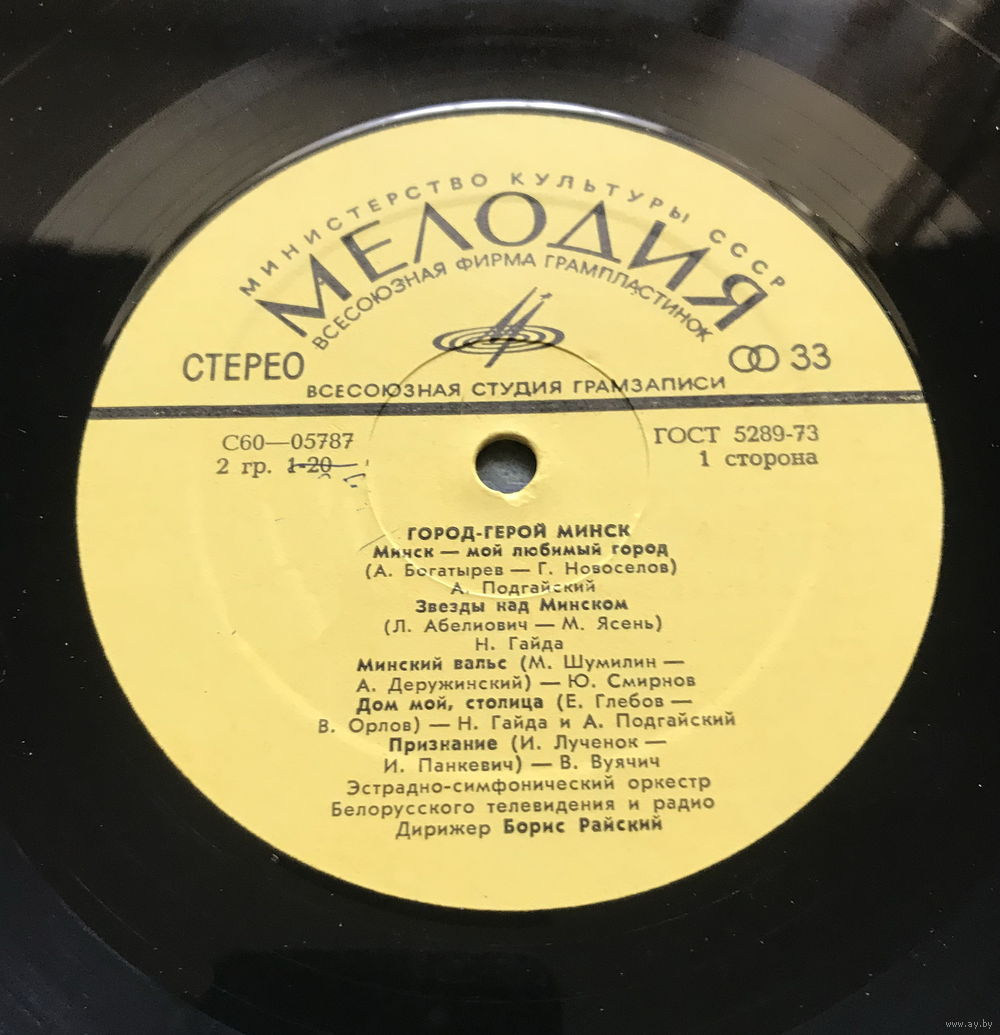 МИНИСТЕРСТВО КУЛЬТУРЫ СССР
МЕЛОДИЯ
ВСЕСОЮЗНАЯ ФИРМА ГРАМПЛАСТИНОК
СТЕРЕО
33
ВСЕСОЮЗНАЯ СТУДИЯ ГРАМЗАПИСИ
С60—05787
ГОСТ 5289-73
2 гр. 1-20
1 сторона
ГОРОД-ГЕРОЙ МИНСК
Минск — мой любимый город
(А. Богатырев — Г. Новоселов)
А. Подгайский
Звезды над Минском
(Л. Абелиович — М. Ясень)
Н. Гайда
Минский вальс (М. Шумилин —
А. Деружинский) — Ю. Смирнов
Дом мой, столица (Е. Глебов —
В. Орлов) — Н. Гайда и А. Подгайский
Признание (И. Лученок —
И. Панкевич) — В. Вуячич
Эстрадно-симфонический оркестр
Белорусского телевидения и радио
Дирижер Борис Райский
www.ay.by